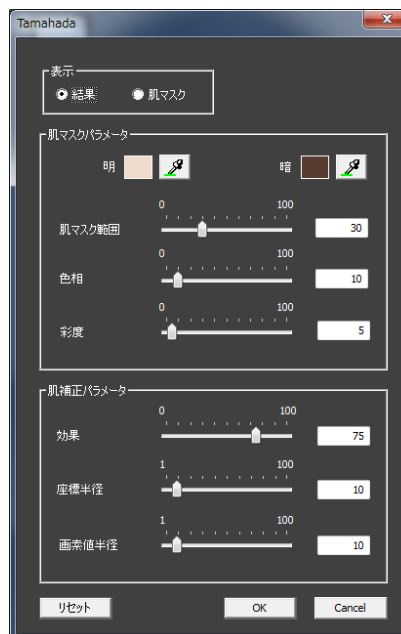 Tamahada
表示
結果 肌マスク
肌マスクパラメータ
明 暗
0 100
肌マスク範囲 30
0 100
色相 10
0 100
彩度 5
肌補正パラメータ
0 100
効果 75
1 100
座標半径 10
1 100
画素値半径 10
リセット OK Cancel